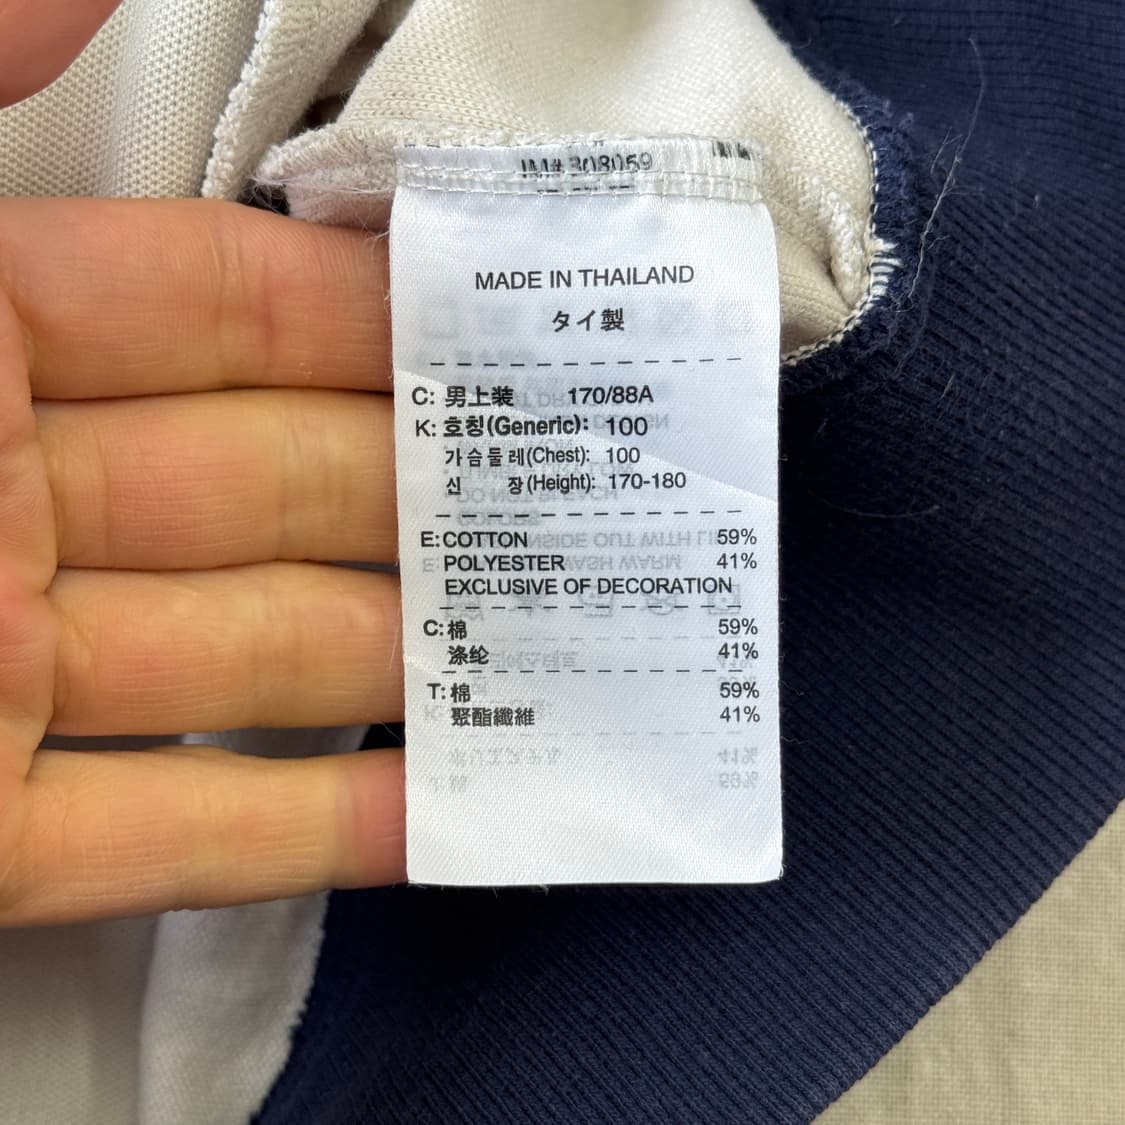 MADE IN THAILAND
タイ製
C: 男上装 170/88A
K: 호칭(Generic): 100
가슴둘레(Chest): 100
신 장(Height): 170-180
E: COTTON 59%
POLYESTER 41%
EXCLUSIVE OF DECORATION
C: 棉 59%
涤纶 41%
T: 棉 59%
聚酯纖維 41%